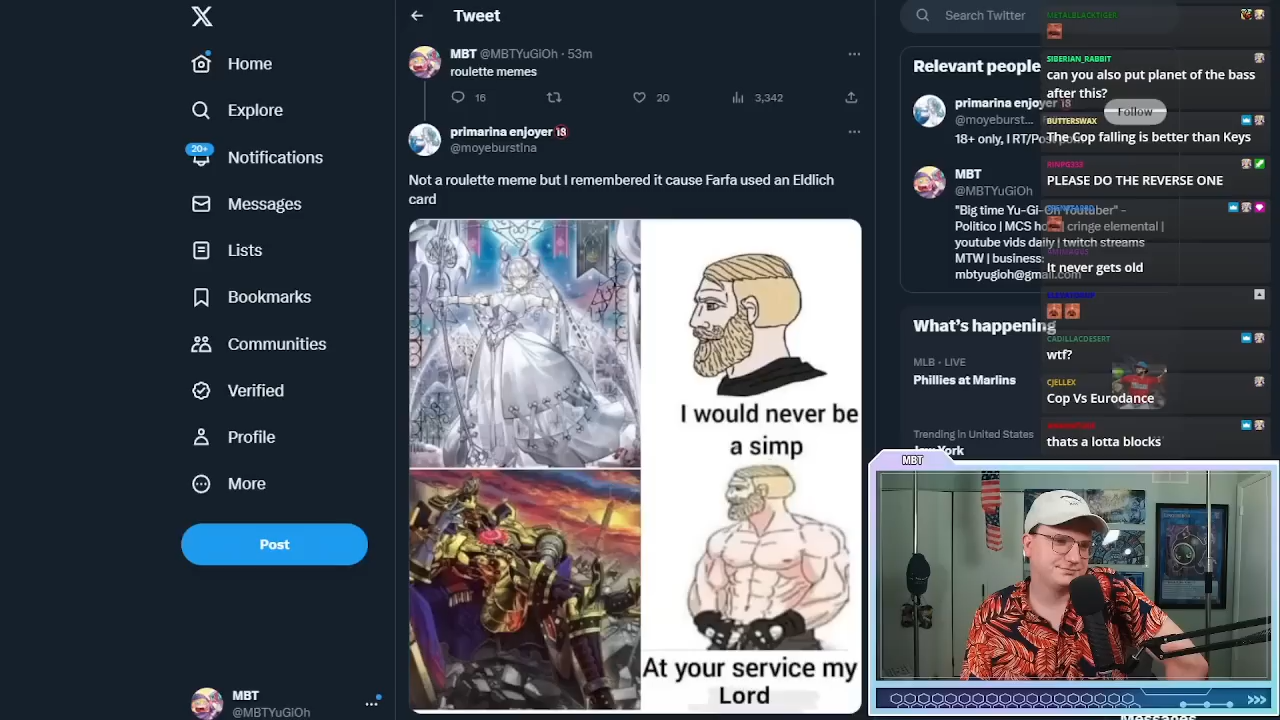 Home
Explore
20+
Notifications
Messages
Lists
Bookmarks
Communities
Verified
Profile
More
Post
MBT
@MBTYuGiOh
Tweet
MBT @MBTYuGiOh · 53m
roulette memes
16
20
3,342
primarina enjoyer 🔞
@moyeburstlna
Not a roulette meme but I remembered it cause Farfa used an Eldlich
card
I would never be
a simp
At your service my
Lord
Search Twitter
Relevant people
primarina enjoyer 🔞
@moyeburst...
Follow
18+ only, I RT/Post
MBT
@MBTYuGiOh
"Big time Yu-Gi-Oh Youtuber" -
Politico | MCS
cringe elemental |
youtube vids daily | twitch streams
MTW | business:
mbtyugioh@gmail.com
What's happening
MLB · LIVE
Phillies at Marlins
Trending in United States
New York
METALBLACKTIGER
SIBERIAN_RABBIT
can you also put planet of the bass
after this?
BUTTERSWAX
The Cop falling is better than Keys
PLEASE DO THE REVERSE ONE
It never gets old
CADILLACDESERT
wtf?
CJELLEX
Cop Vs Eurodance
thats a lotta blocks
MBT
Messages